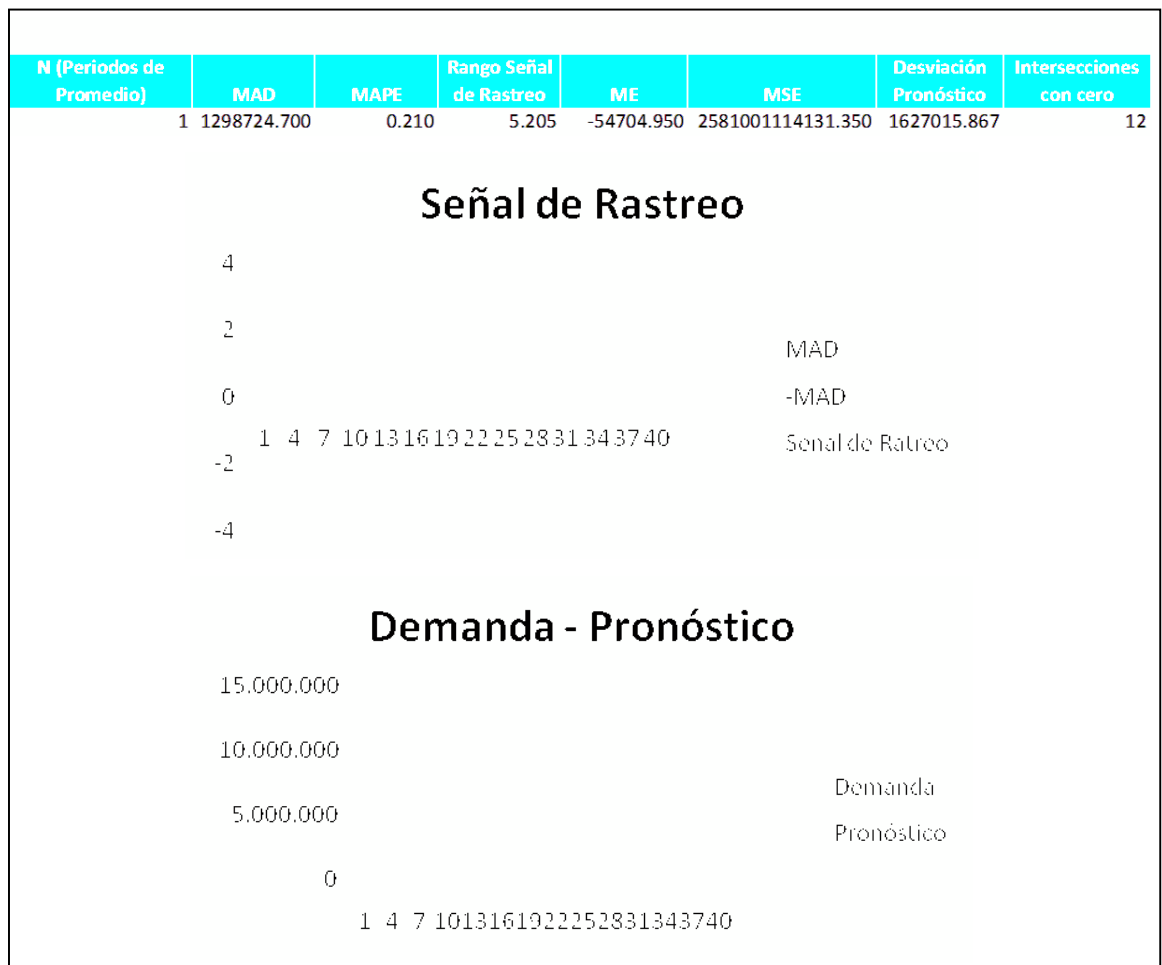 N (Periodos de Promedio) MAD MAPE Rango Señal de Rastreo ME MSE Desviación Pronóstico Intersecciones con cero
1 1298724.700 0.210 5.205 -54704.950 2581001114131.350 1627015.867 12
Señal de Rastreo
4
2
0
-2
-4
1 4 7 10 13 16 19 22 25 28 31 34 37 40
MAD
-MAD
Senal de Ratreo
Demanda - Pronóstico
15.000.000
10.000.000
5.000.000
0
1 4 7 10 13 16 19 22 25 28 31 34 37 40
Demanda
Pronóstico